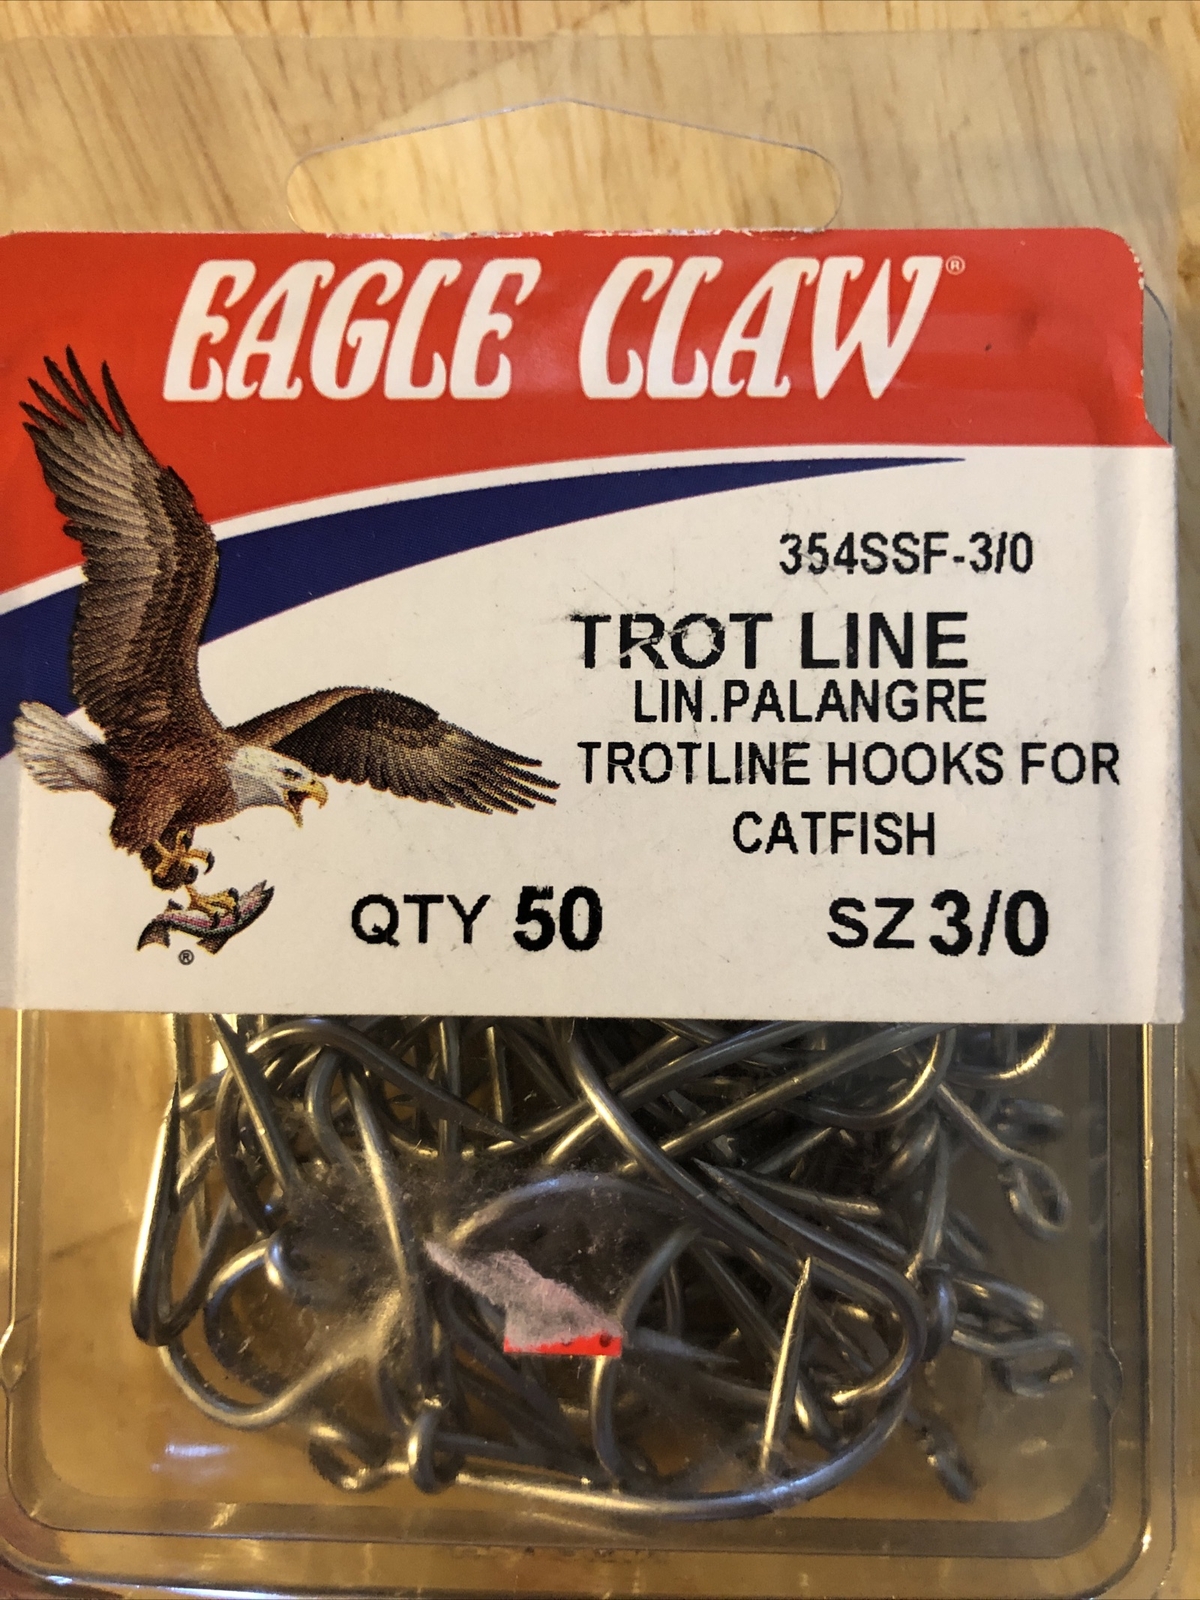 EAGLE CLAW®
354SSF-3/0
TROT LINE
LIN.PALANGRE
TROTLINE HOOKS FOR
CATFISH
QTY 50 SZ 3/0
®